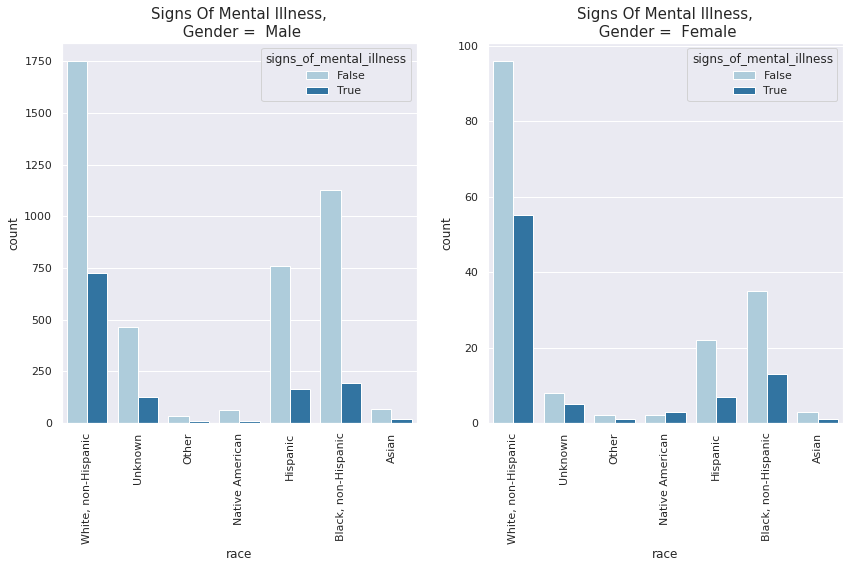 Signs Of Mental Illness,
Gender =  Male
signs_of_mental_illness
False
True
1750
1500
1250
1000
750
500
250
0
count
White, non-Hispanic
Unknown
Other
Native American
Hispanic
Black, non-Hispanic
Asian
race
Signs Of Mental Illness,
Gender =  Female
signs_of_mental_illness
False
True
100
80
60
40
20
0
count
White, non-Hispanic
Unknown
Other
Native American
Hispanic
Black, non-Hispanic
Asian
race